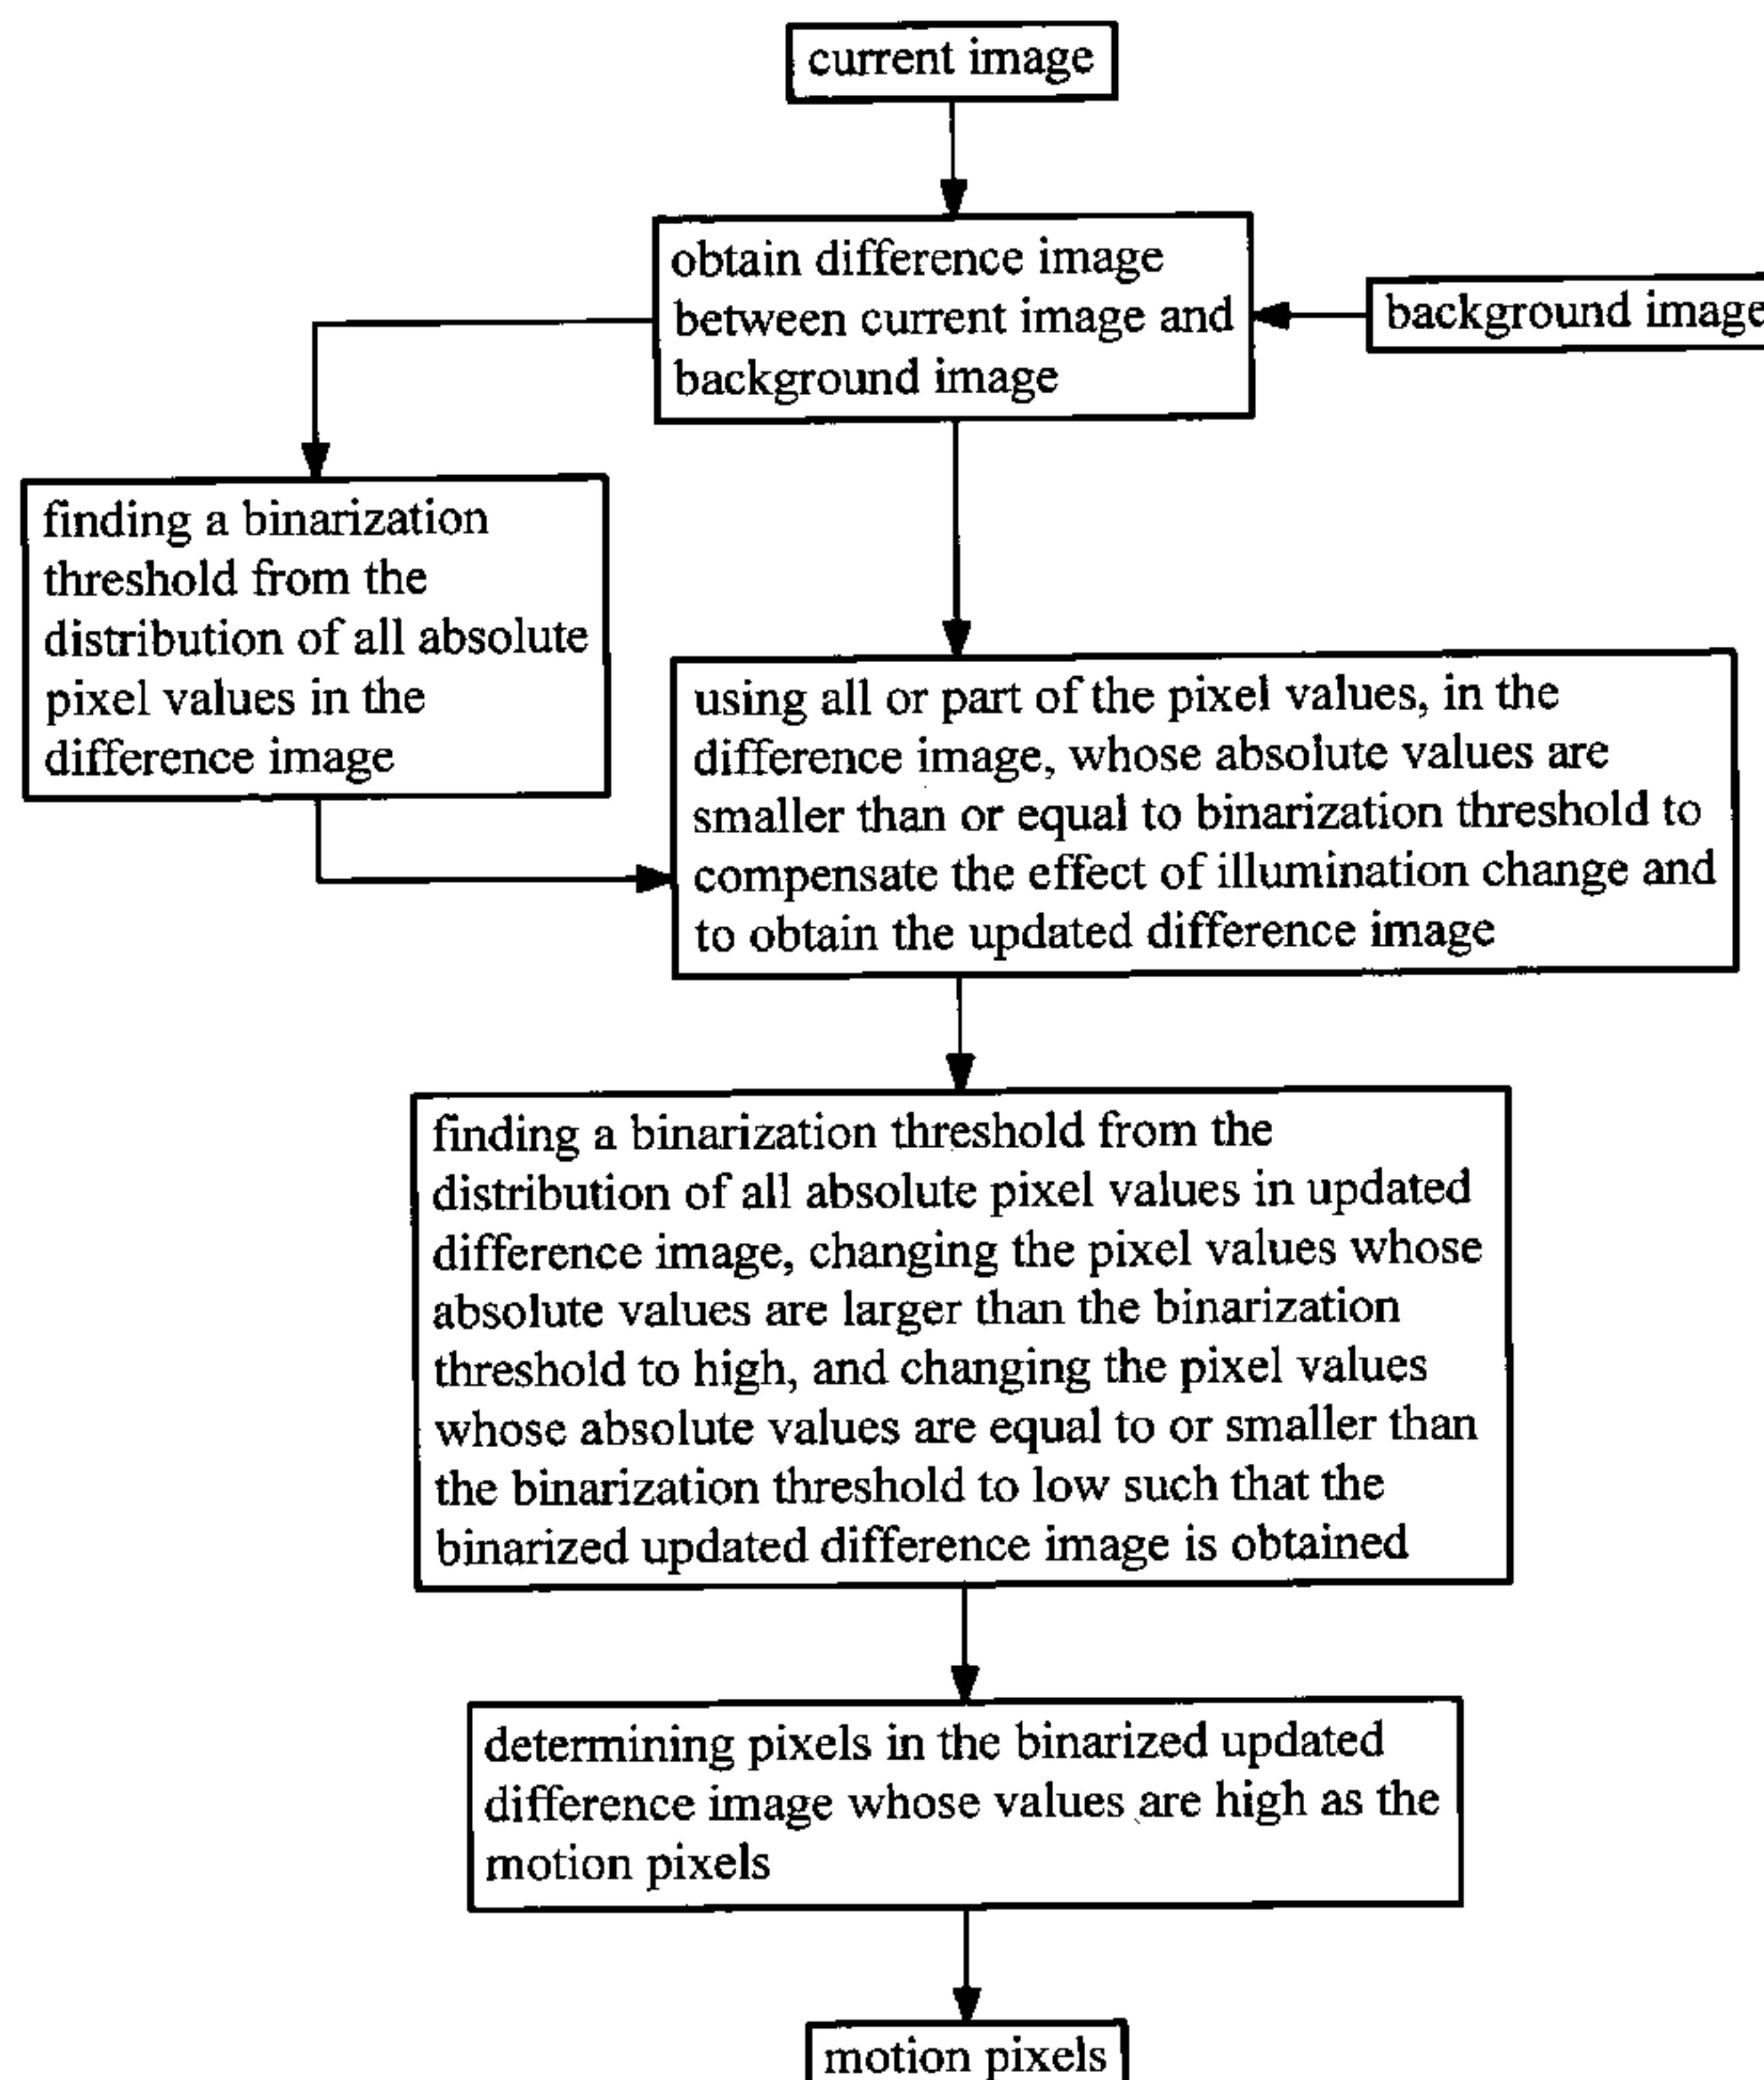 current image
obtain difference image
between current image and
background image
background image
finding a binarization
threshold from the
distribution of all absolute
pixel values in the
difference image
using all or part of the pixel values, in the
difference image, whose absolute values are
smaller than or equal to binarization threshold to
compensate the effect of illumination change and
to obtain the updated difference image
finding a binarization threshold from the
distribution of all absolute pixel values in updated
difference image, changing the pixel values whose
absolute values are larger than the binarization
threshold to high, and changing the pixel values
whose absolute values are equal to or smaller than
the binarization threshold to low such that the
binarized updated difference image is obtained
determining pixels in the binarized updated
difference image whose values are high as the
motion pixels
motion pixels